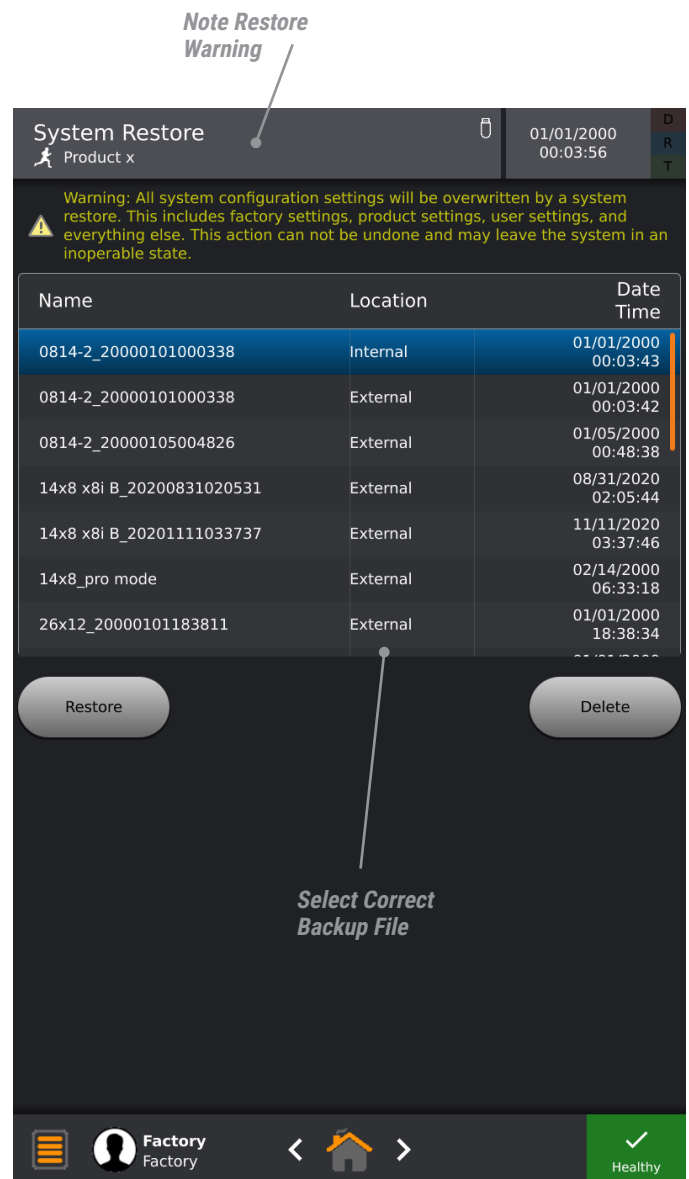 Note Restore
Warning
System Restore
Product x
01/01/2000
00:03:56
D
R
T
Warning: All system configuration settings will be overwritten by a system
restore. This includes factory settings, product settings, user settings, and
everything else. This action can not be undone and may leave the system in an
inoperable state.
Name Location Date
Time
0814-2_20000101000338 Internal 01/01/2000
00:03:43
0814-2_20000101000338 External 01/01/2000
00:03:42
0814-2_20000105004826 External 01/05/2000
00:48:38
14x8 x8i B_20200831020531 External 08/31/2020
02:05:44
14x8 x8i B_20201111033737 External 11/11/2020
03:37:46
14x8_pro mode External 02/14/2000
06:33:18
26x12_20000101183811 External 01/01/2000
18:38:34
Restore Delete
Select Correct
Backup File
Factory
Factory
Healthy